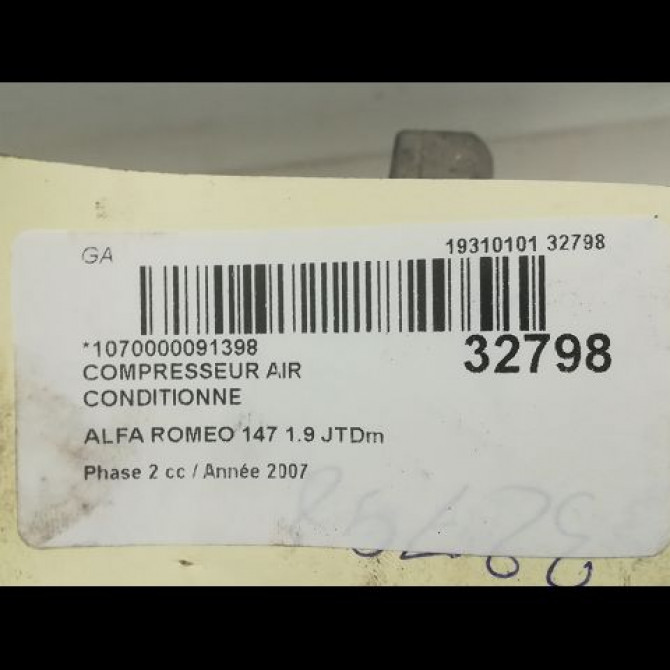 GA
19310101 32798
*1070000091398
32798
COMPRESSEUR AIR
CONDITIONNE
ALFA ROMEO 147 1.9 JTDm
Phase 2 cc / Année 2007
32798